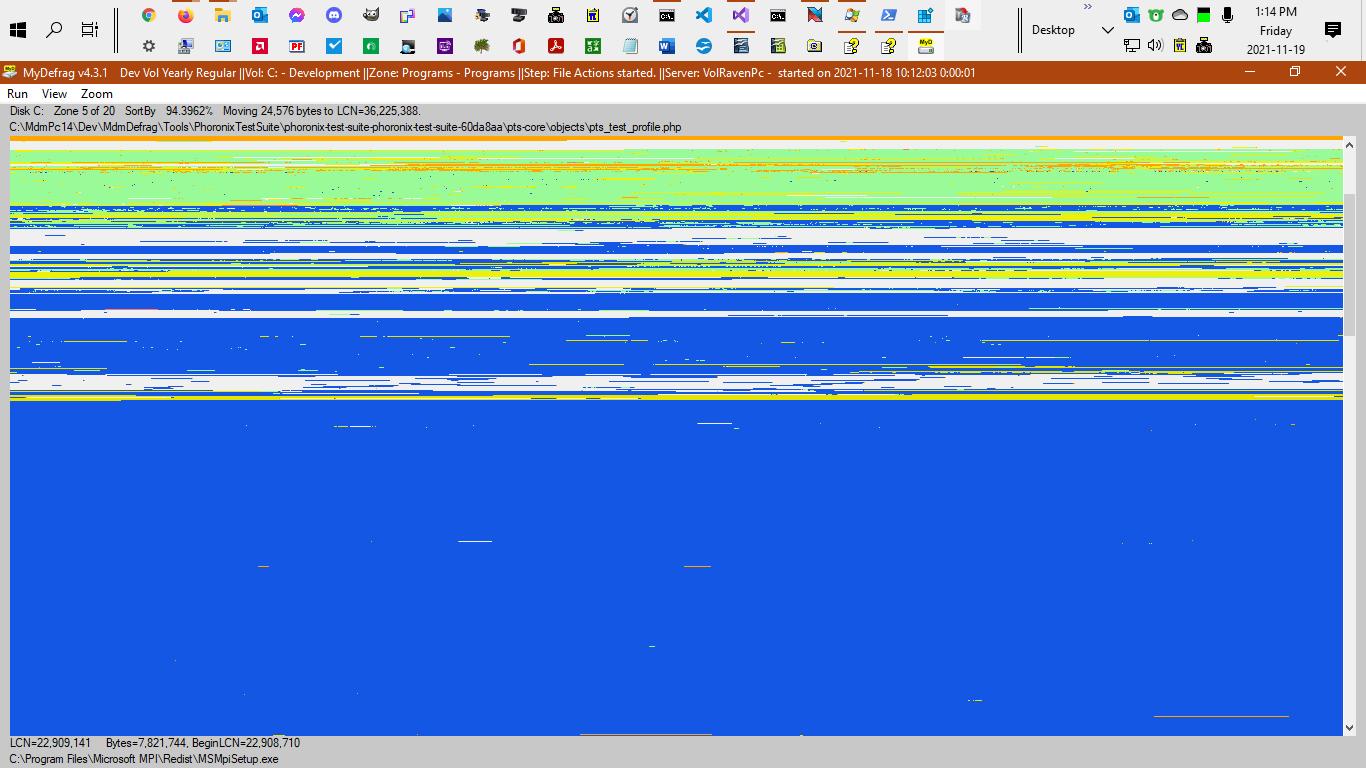 1:14 PM
Desktop
Friday
2021-11-19
MyDefrag v4.3.1 Dev Vol Yearly Regular ||Vol: C: - Development ||Zone: Programs - Programs ||Step: File Actions started. ||Server: VolRavenPc - started on 2021-11-18 10:12:03 0:00:01
Run View Zoom
Disk C: Zone 5 of 20 SortBy 94.3962% Moving 24,576 bytes to LCN=36,225,388.
C:\MdmPc14\Dev\MdmDefrag\Tools\PhoronixTestSuite\phoronix-test-suite-phoronix-test-suite-60da8aa\pts-core\objects\pts_test_profile.php
LCN=22,909,141 Bytes=7,821,744, BeginLCN=22,908,710
C:\Program Files\Microsoft MPI\Redist\MSMpiSetup.exe